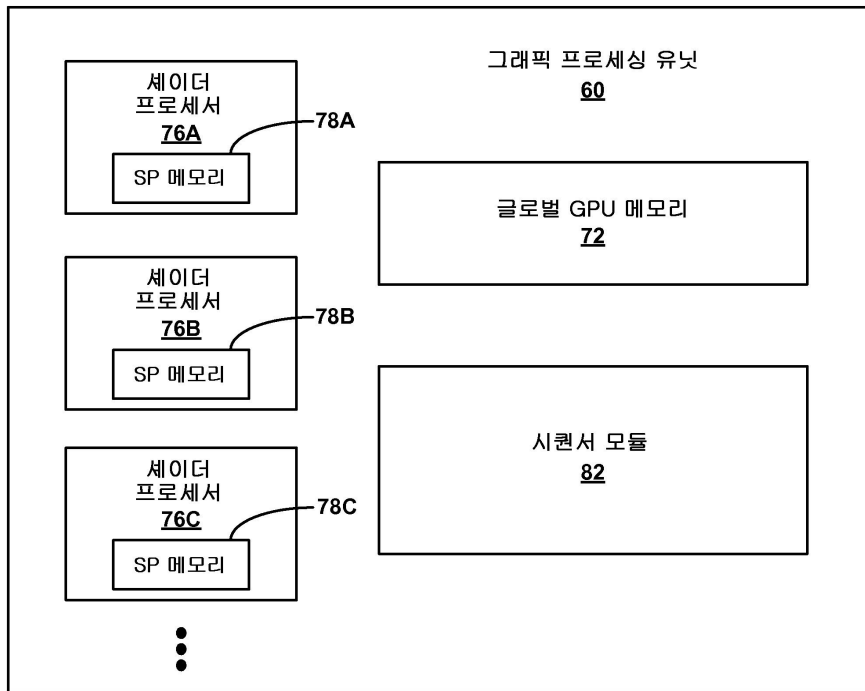 그래픽 프로세싱 유닛
60
셰이더
프로세서
76A
SP 메모리
78A
글로벌 GPU 메모리
72
셰이더
프로세서
76B
SP 메모리
78B
시퀀서 모듈
82
셰이더
프로세서
76C
SP 메모리
78C